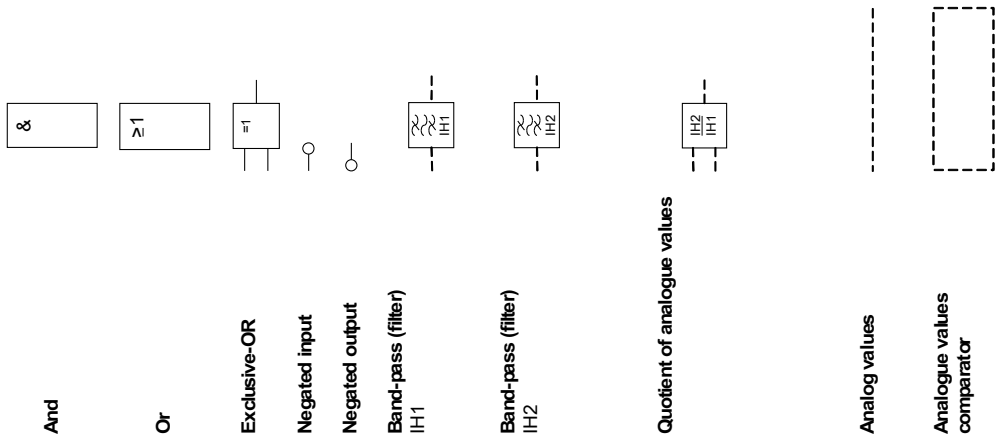 And
&
Or
≥1
Exclusive-OR
=1
Negated input
Negated output
Band-pass (filter)
IH1
IH1
Band-pass (filter)
IH2
IH2
Quotient of analogue values
IH2
IH1
Analog values
Analogue values
comparator